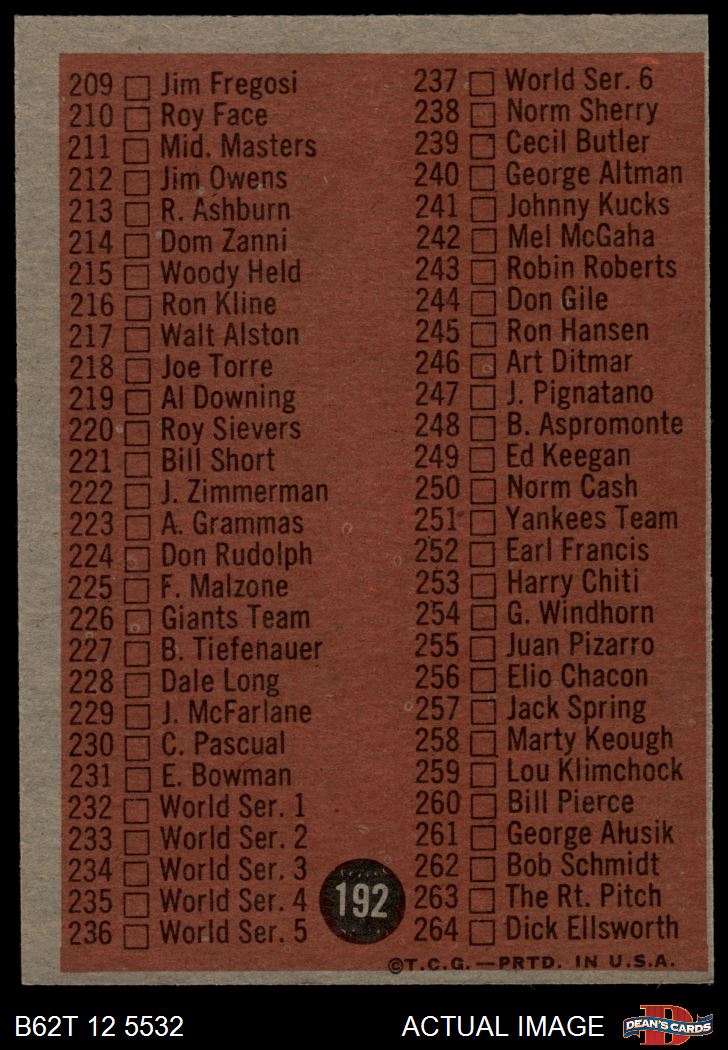 209 Jim Fregosi
210 Roy Face
211 Mid. Masters
212 Jim Owens
213 R. Ashburn
214 Dom Zanni
215 Woody Held
216 Ron Kline
217 Walt Alston
218 Joe Torre
219 Al Downing
220 Roy Sievers
221 Bill Short
222 J. Zimmerman
223 A. Grammas
224 Don Rudolph
225 F. Malzone
226 Giants Team
227 B. Tiefenauer
228 Dale Long
229 J. McFarlane
230 C. Pascual
231 E. Bowman
232 World Ser. 1
233 World Ser. 2
234 World Ser. 3
235 World Ser. 4
236 World Ser. 5
237 World Ser. 6
238 Norm Sherry
239 Cecil Butler
240 George Altman
241 Johnny Kucks
242 Mel McGaha
243 Robin Roberts
244 Don Gile
245 Ron Hansen
246 Art Ditmar
247 J. Pignatano
248 B. Aspromonte
249 Ed Keegan
250 Norm Cash
251 Yankees Team
252 Earl Francis
253 Harry Chiti
254 G. Windhorn
255 Juan Pizarro
256 Elio Chacon
257 Jack Spring
258 Marty Keough
259 Lou Klimchock
260 Bill Pierce
261 George Alusik
262 Bob Schmidt
263 The Rt. Pitch
264 Dick Ellsworth
192
©T.C.G.—PRTD. IN U.S.A.
B62T 12 5532
ACTUAL IMAGE
D
DEAN'S CARDS